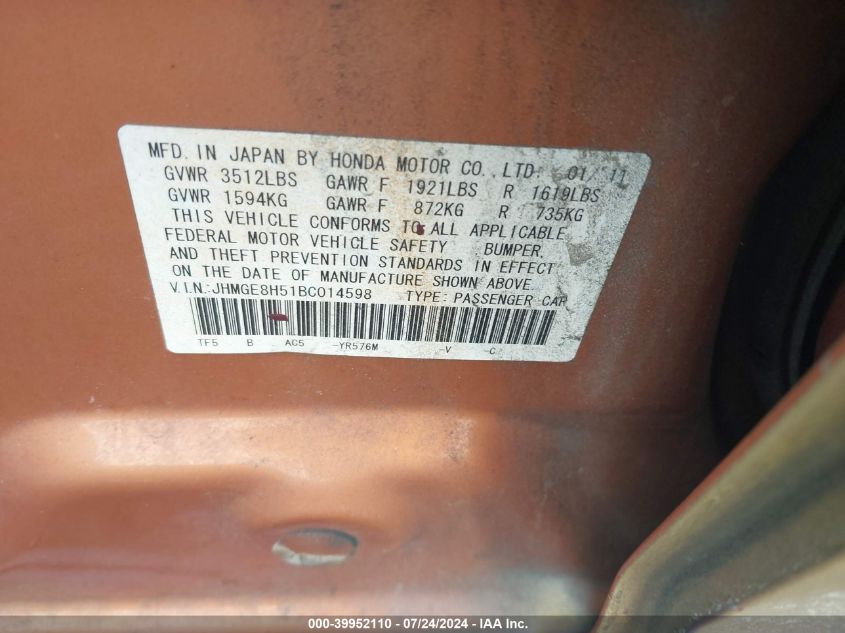 MFD. IN JAPAN BY HONDA MOTOR CO., LTD 01/11
GVWR 3512LBS GAWR F 1921LBS R 1619LBS
GVWR 1594KG GAWR F 872KG R 735KG
THIS VEHICLE CONFORMS TO ALL APPLICABLE
FEDERAL MOTOR VEHICLE SAFETY BUMPER,
AND THEFT PREVENTION STANDARDS IN EFFECT
ON THE DATE OF MANUFACTURE SHOWN ABOVE.
V.I.N.:JHMGE8H51BC014598 TYPE: PASSENGER CAR
TF5 B AC5 -YR576M -V -C
000-39952110 - 07/24/2024 - IAA Inc.